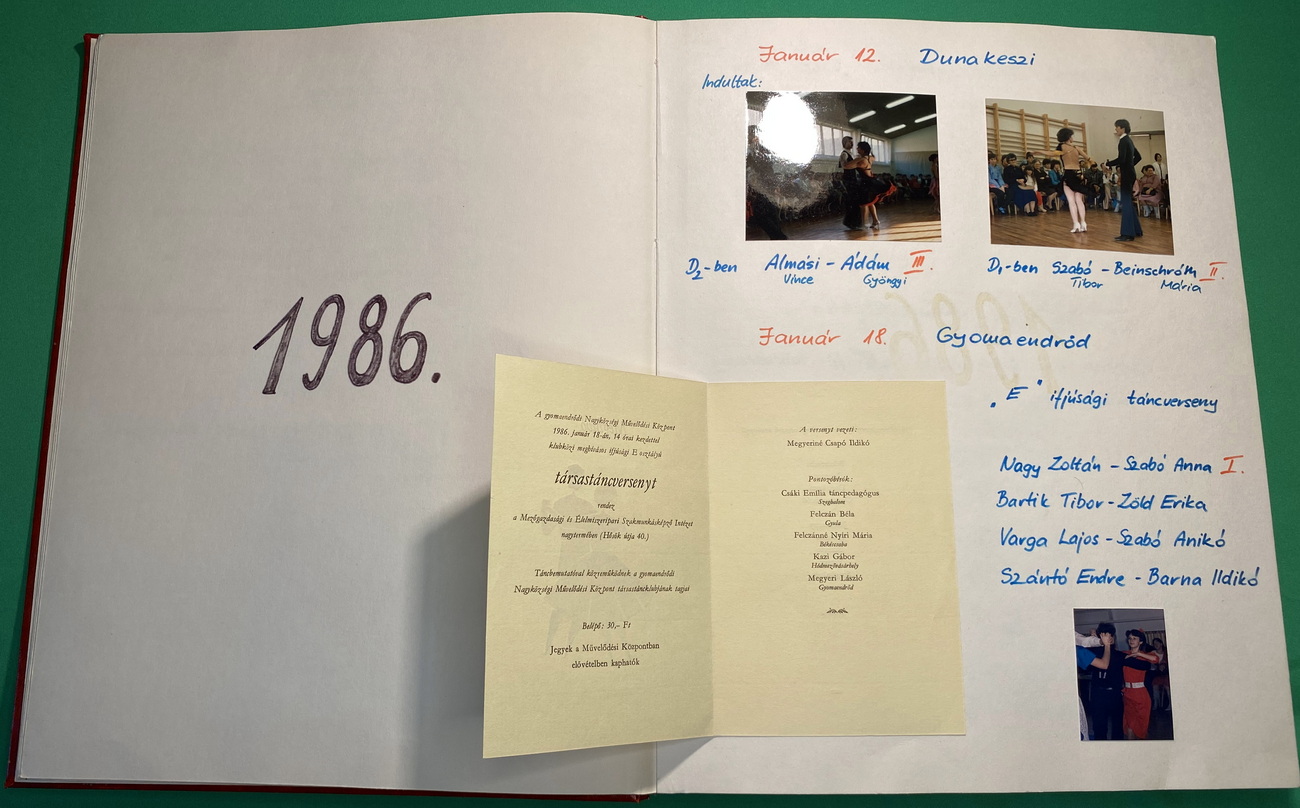 1986.
Január 12. Dunakeszi
Indultak:
D2-ben Almási - Ádám III.
Vince Gyöngyi
D1-ben Szabó - Beinschróth II.
Tibor Mária
Január 18. Gyomaendrőd
„E" ifjúsági táncverseny
Nagy Zoltán - Szabó Anna I.
Bartik Tibor - Zöld Erika
Varga Lajos - Szabó Anikó
Szántó Endre - Barna Ildikó
A gyomaendrődi Nagyközségi Művelődési Központ
1986. január 18-án, 14 órai kezdettel
klubközi meghívásos ifjúsági E osztályú
társastáncversenyt
rendez
a Mezőgazdasági és Élelmiszeripari Szakmunkásképző Intézet
nagytermében (Hősök útja 40.)
Táncbemutatóval közreműködnek a gyomaendrődi
Nagyközségi Művelődési Központ társastáncklubjának tagjai
Belépő: 30,- Ft
Jegyek a Művelődési Központban
elővételben kaphatók
A versenyt vezeti:
Megyeriné Csapó Ildikó
Pontozóbírók:
Csáki Emília táncpedagógus
Szeghalom
Felczán Béla
Gyula
Felczánné Nyíri Mária
Békéscsaba
Kazi Gábor
Hódmezővásárhely
Megyeri László
Gyomaendrőd